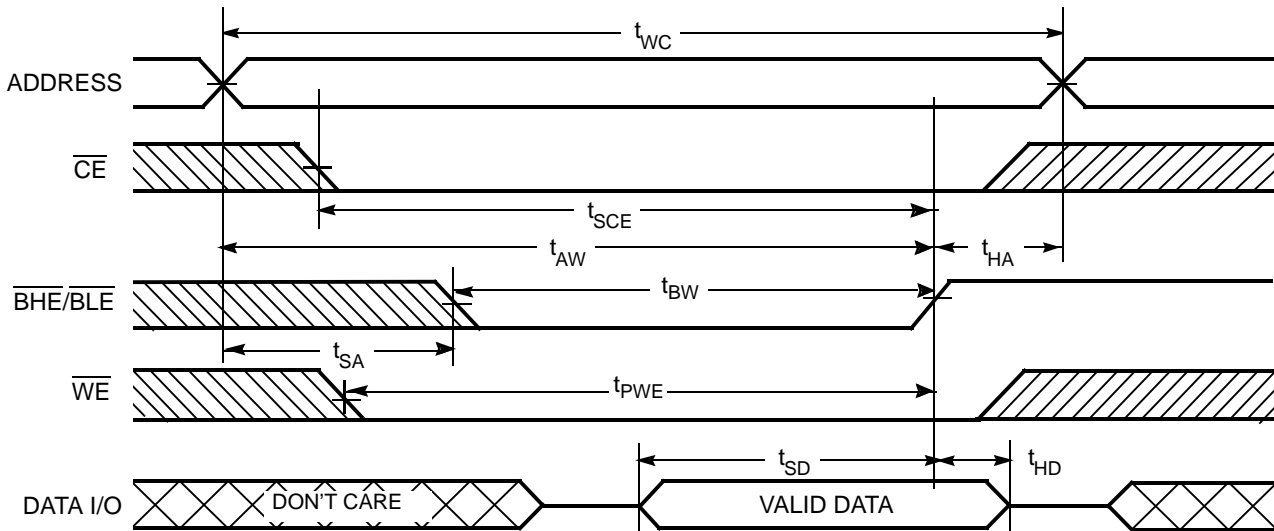 tWC
ADDRESS
CE
tSCE
tAW
tHA
BHE/BLE
tBW
tSA
WE
tPWE
tSD
tHD
DATA I/O
DON'T CARE
VALID DATA